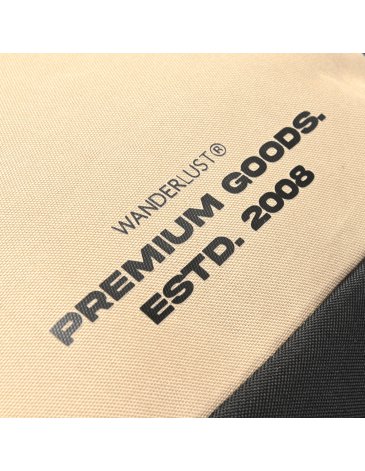 WANDERLUST®
PREMIUM GOODS.
ESTD. 2008